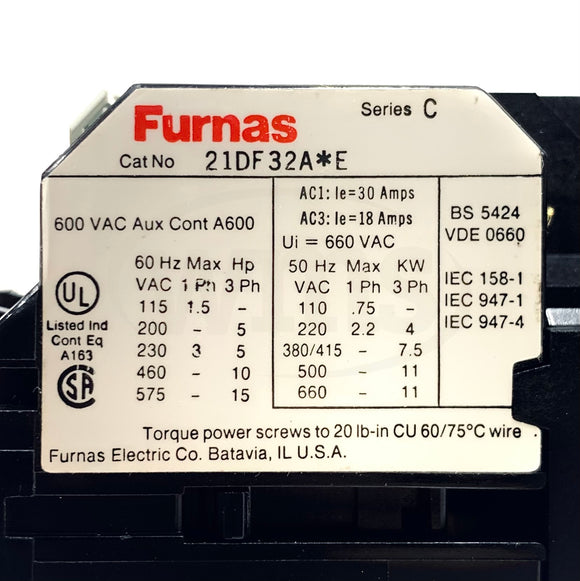 Furnas
Series C
Cat No 21DF32A*E
600 VAC Aux Cont A600
AC1: Ie=30 Amps
AC3: Ie=18 Amps
Ui = 660 VAC
BS 5424
VDE 0660
IEC 158-1
IEC 947-1
IEC 947-4
UL
Listed Ind
Cont Eq
A163
SA
60 Hz Max Hp
VAC 1 Ph 3 Ph
115 1.5 –
200 – 5
230 3 5
460 – 10
575 – 15
50 Hz Max KW
VAC 1 Ph 3 Ph
110 .75 –
220 2.2 4
380/415 – 7.5
500 – 11
660 – 11
Torque power screws to 20 lb-in CU 60/75°C wire
Furnas Electric Co. Batavia, IL U.S.A.